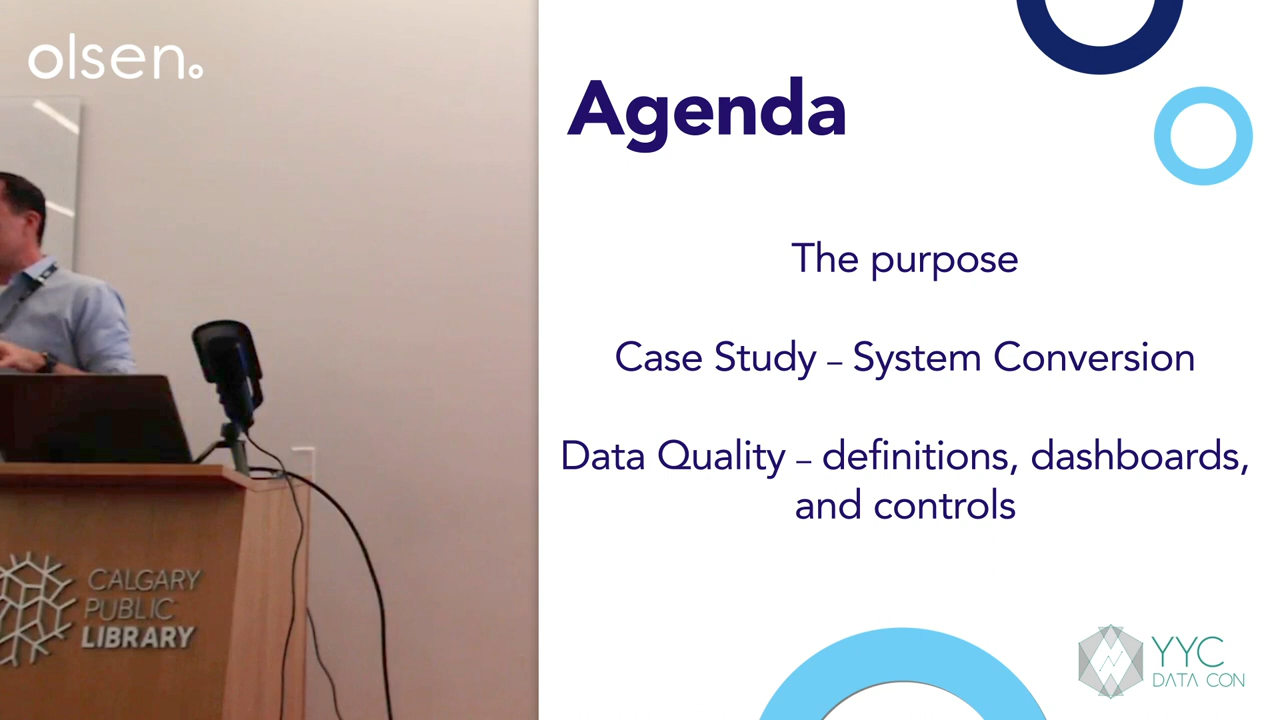 olsen.
Agenda
The purpose
Case Study – System Conversion
Data Quality – definitions, dashboards,
and controls
CALGARY
PUBLIC
LIBRARY
YYC
DATA CON